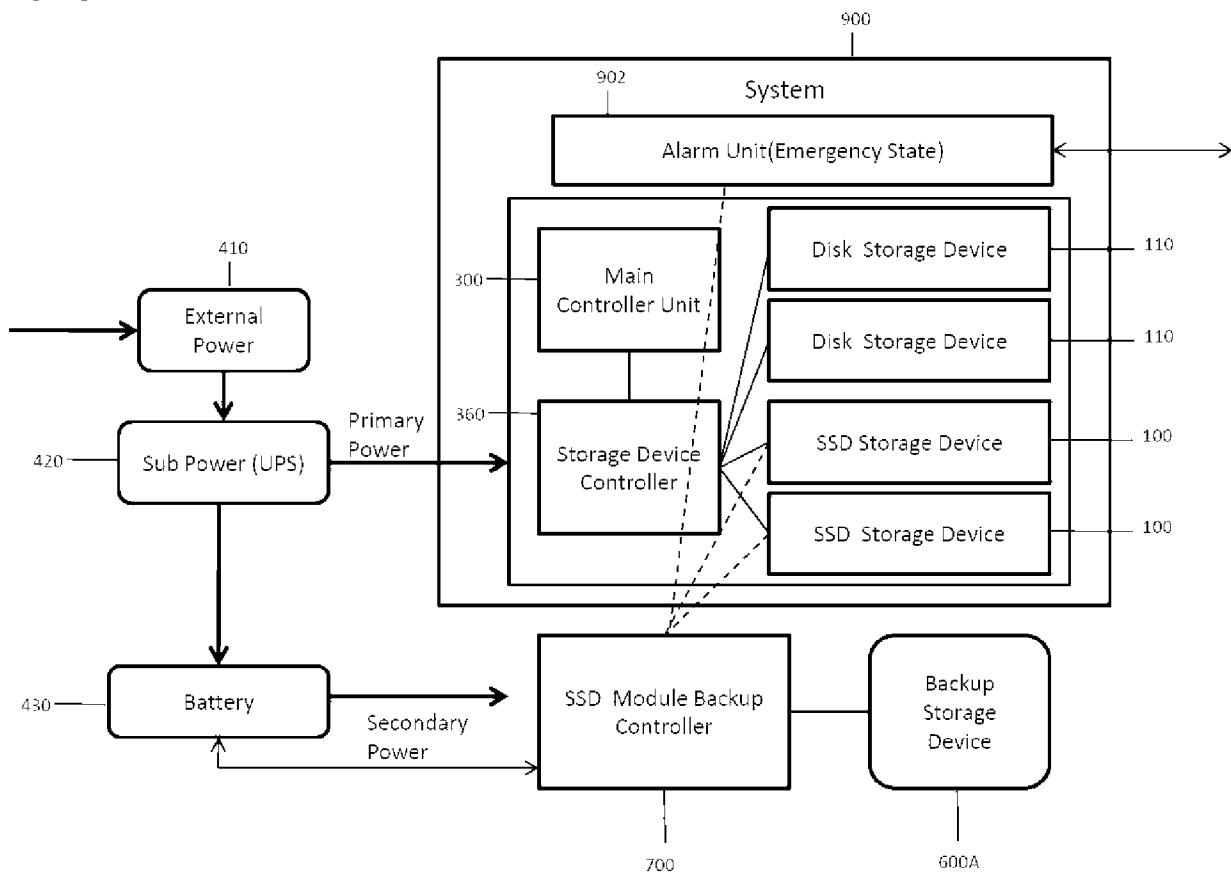 900
902
System
Alarm Unit(Emergency State)
410
300
Main
Controller Unit
Disk Storage Device
110
External
Power
Disk Storage Device
110
360
Primary
Power
Storage Device
Controller
SSD Storage Device
100
420
Sub Power (UPS)
SSD Storage Device
100
430
Battery
Secondary
Power
SSD Module Backup
Controller
Backup
Storage
Device
700
600A